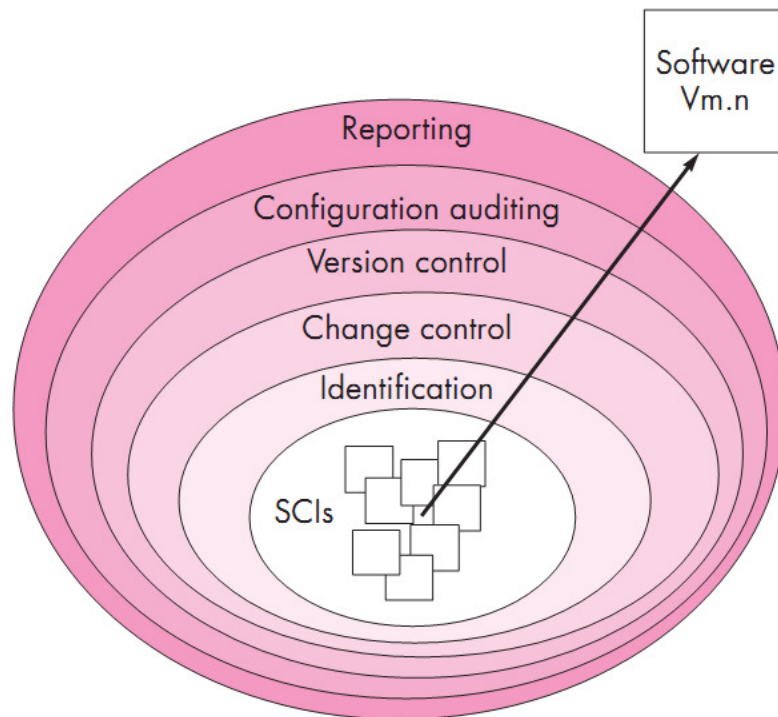 Software
Vm.n
Reporting
Configuration auditing
Version control
Change control
Identification
SCIs